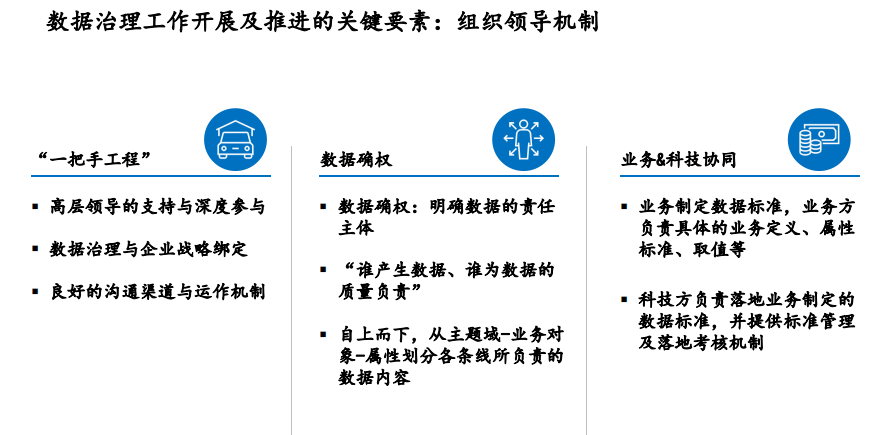 数据治理工作开展及推进的关键要素：组织领导机制
“一把手工程”
▪ 高层领导的支持与深度参与
▪ 数据治理与企业战略绑定
▪ 良好的沟通渠道与运作机制
数据确权
▪ 数据确权：明确数据的责任
主体
▪ “谁产生数据、谁为数据的
质量负责”
▪ 自上而下，从主题域-业务对
象-属性划分各条线所负责的
数据内容
业务&科技协同
▪ 业务制定数据标准，业务方
负责具体的业务定义、属性
标准、取值等
▪ 科技方负责落地业务制定的
数据标准，并提供标准管理
及落地考核机制